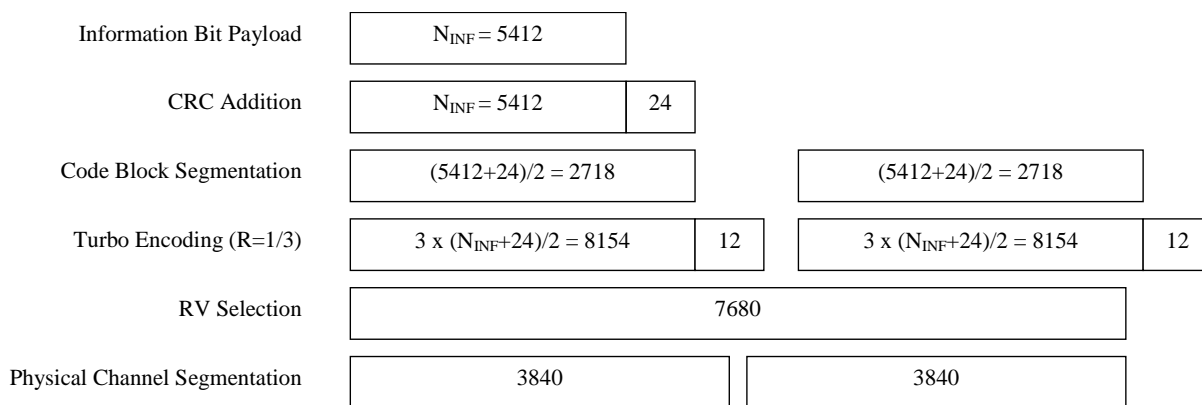 Information Bit Payload N_INF = 5412
CRC Addition N_INF = 5412 24
Code Block Segmentation (5412+24)/2 = 2718 (5412+24)/2 = 2718
Turbo Encoding (R=1/3) 3 x (N_INF+24)/2 = 8154 12 3 x (N_INF+24)/2 = 8154 12
RV Selection 7680
Physical Channel Segmentation 3840 3840